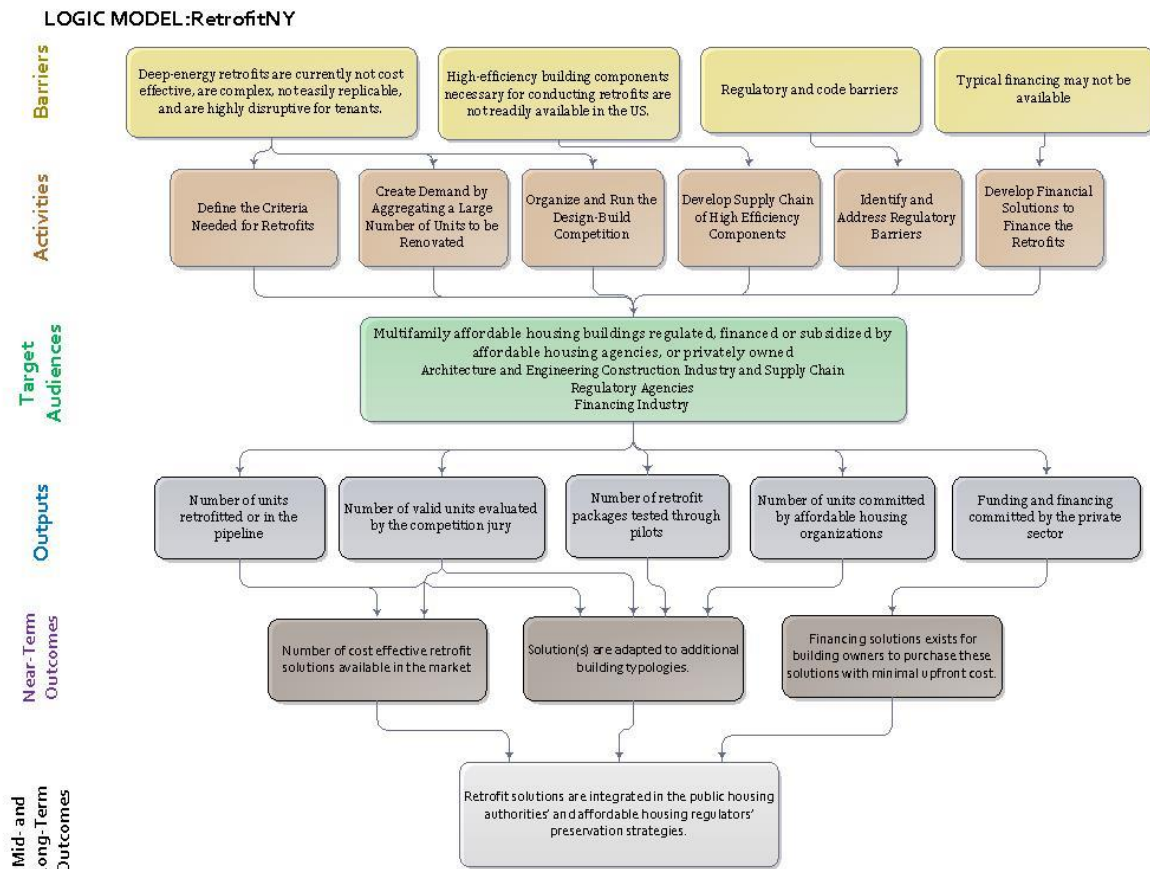 LOGIC MODEL:RetrofitNY
Barriers
Deep-energy retrofits are currently not cost
effective, are complex, not easily replicable,
and are highly disruptive for tenants.
High-efficiency building components
necessary for conducting retrofits are
not readily available in the US.
Regulatory and code barriers
Typical financing may not be
available
Activities
Define the Criteria
Needed for Retrofits
Create Demand by
Aggregating a Large
Number of Units to be
Renovated
Organize and Run the
Design-Build
Competition
Develop Supply Chain
of High Efficiency
Components
Identify and
Address Regulatory
Barriers
Develop Financial
Solutions to
Finance the
Retrofits
Target
Audiences
Multifamily affordable housing buildings regulated, financed or subsidized by
affordable housing agencies, or privately owned
Architecture and Engineering Construction Industry and Supply Chain
Regulatory Agencies
Financing Industry
Outputs
Number of units
retrofitted or in the
pipeline
Number of valid units evaluated
by the competition jury
Number of retrofit
packages tested through
pilots
Number of units committed
by affordable housing
organizations
Funding and financing
committed by the private
sector
Near-Term
Outcomes
Number of cost effective retrofit
solutions available in the market
Solution(s) are adapted to additional
building typologies.
Financing solutions exists for
building owners to purchase these
solutions with minimal upfront cost.
Mid- and
Long-Term
Outcomes
Retrofit solutions are integrated in the public housing
authorities' and affordable housing regulators'
preservation strategies.